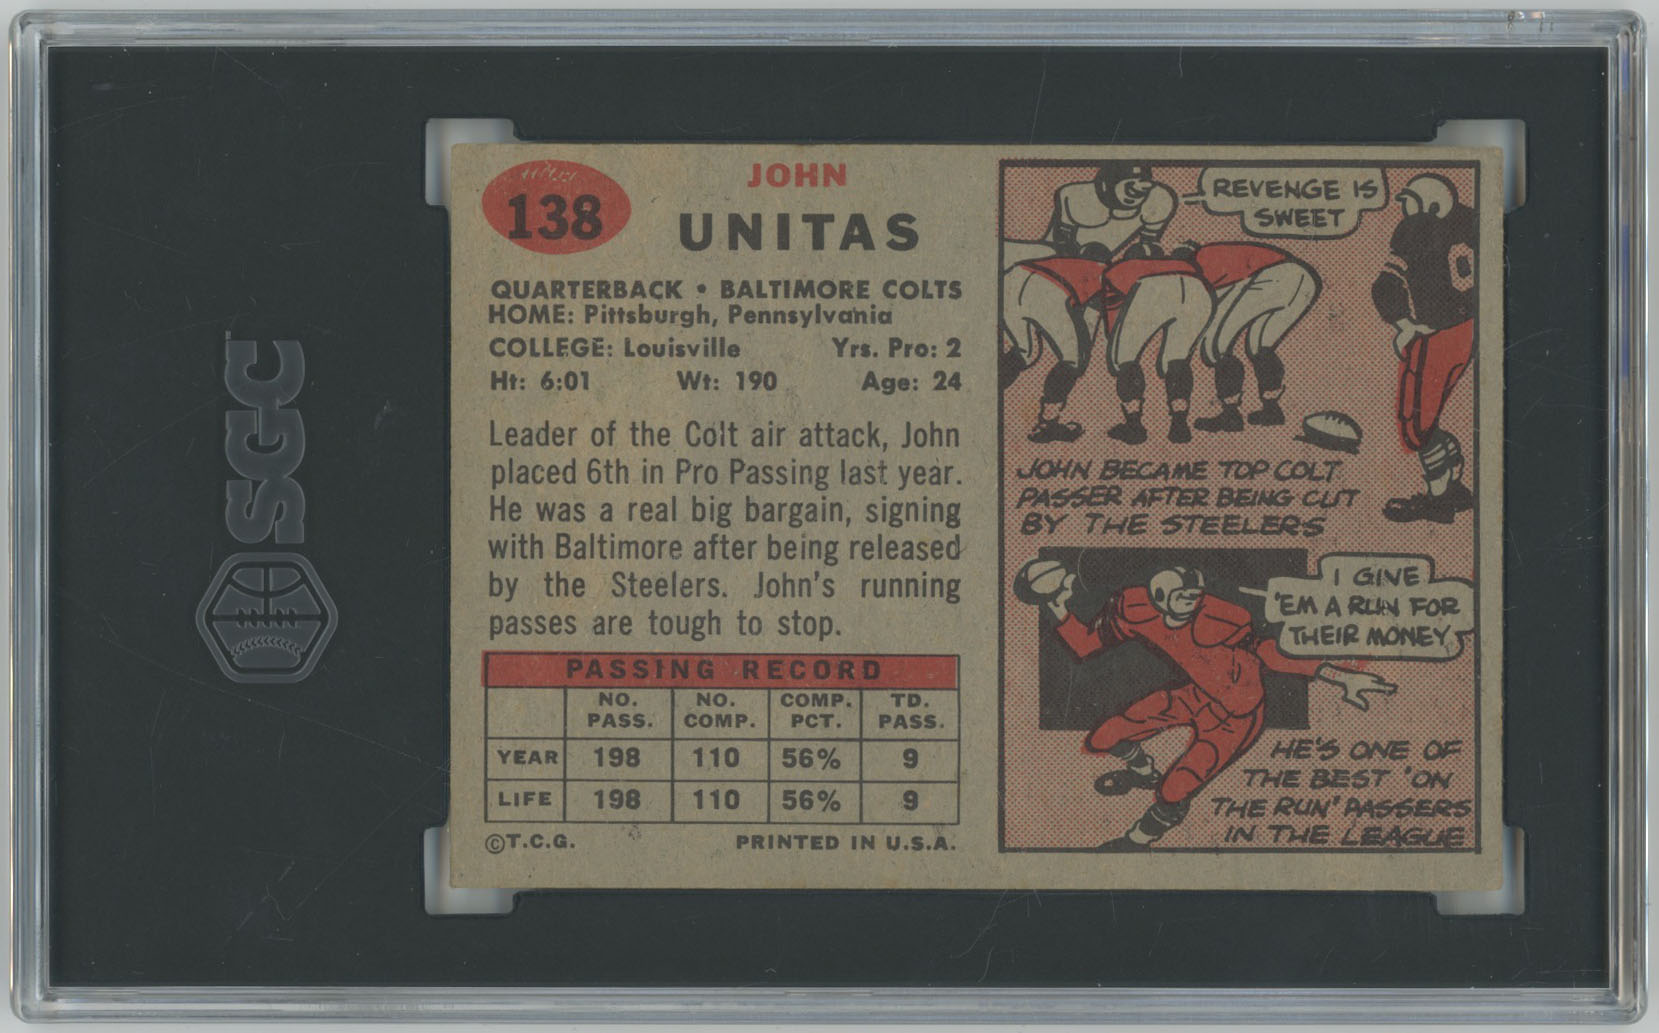 SGC
138
JOHN
UNITAS
QUARTERBACK • BALTIMORE COLTS
HOME: Pittsburgh, Pennsylvania
COLLEGE: Louisville Yrs. Pro: 2
Ht: 6:01 Wt: 190 Age: 24
Leader of the Colt air attack, John
placed 6th in Pro Passing last year.
He was a real big bargain, signing
with Baltimore after being released
by the Steelers. John's running
passes are tough to stop.
PASSING RECORD
NO. PASS. NO. COMP. COMP. PCT. TD. PASS.
YEAR 198 110 56% 9
LIFE 198 110 56% 9
©T.C.G. PRINTED IN U.S.A.
REVENGE IS
SWEET
JOHN BECAME TOP COLT
PASSER AFTER BEING CUT
BY THE STEELERS
I GIVE
'EM A RUN FOR
THEIR MONEY
HE'S ONE OF
THE BEST 'ON
THE RUN' PASSERS
IN THE LEAGUE